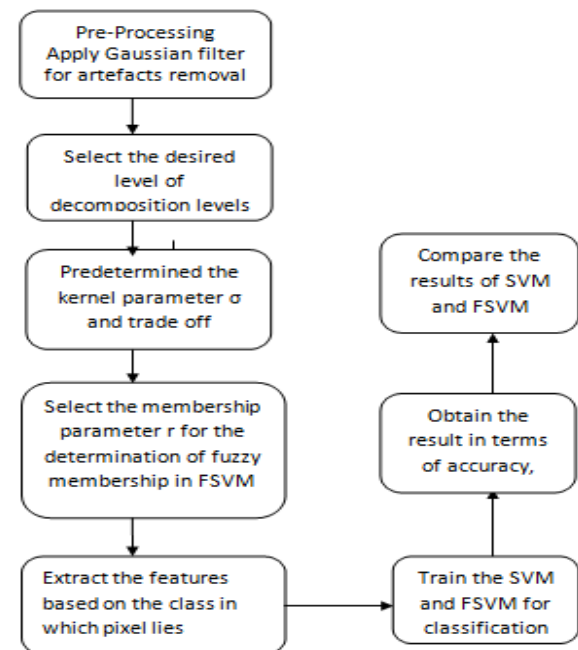 Pre-Processing
Apply Gaussian filter
for artefacts removal
Select the desired
level of
decomposition levels
Predetermined the
kernel parameter σ
and trade off
Select the membership
parameter r for the
determination of fuzzy
membership in FSVM
Extract the features
based on the class in
which pixel lies
Train the SVM
and FSVM for
classification
Obtain the
result in terms
of accuracy,
Compare the
results of SVM
and FSVM